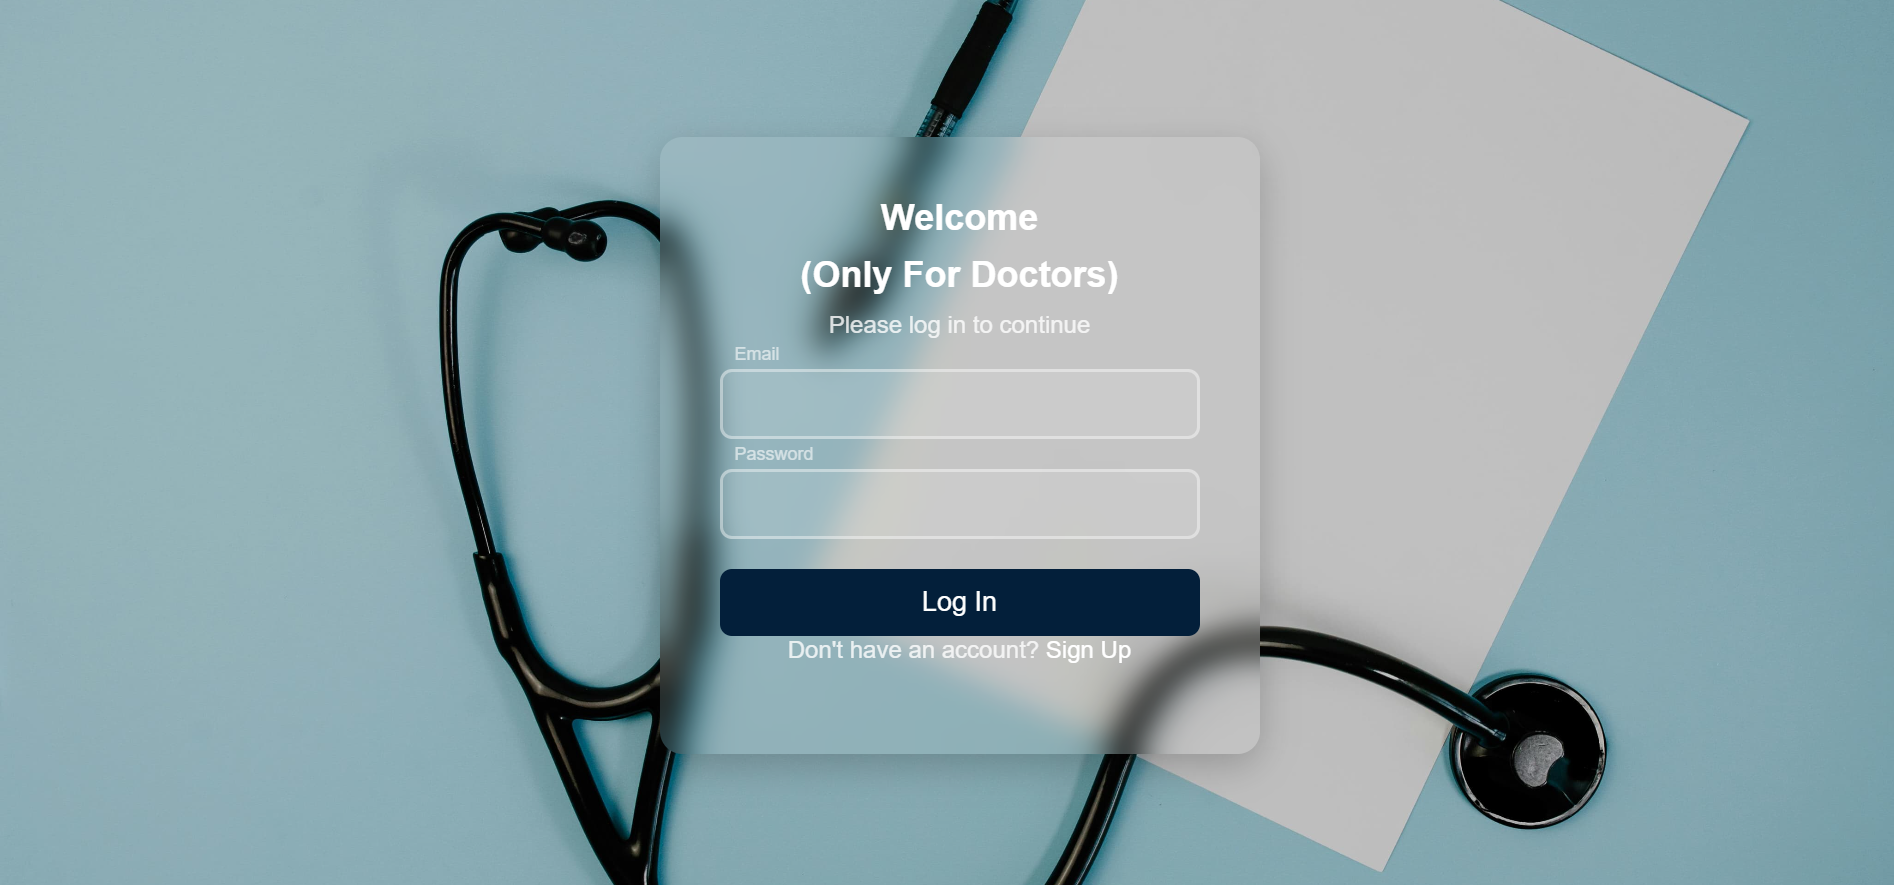 Welcome
(Only For Doctors)
Please log in to continue
Email
Password
Log In
Don't have an account? Sign Up